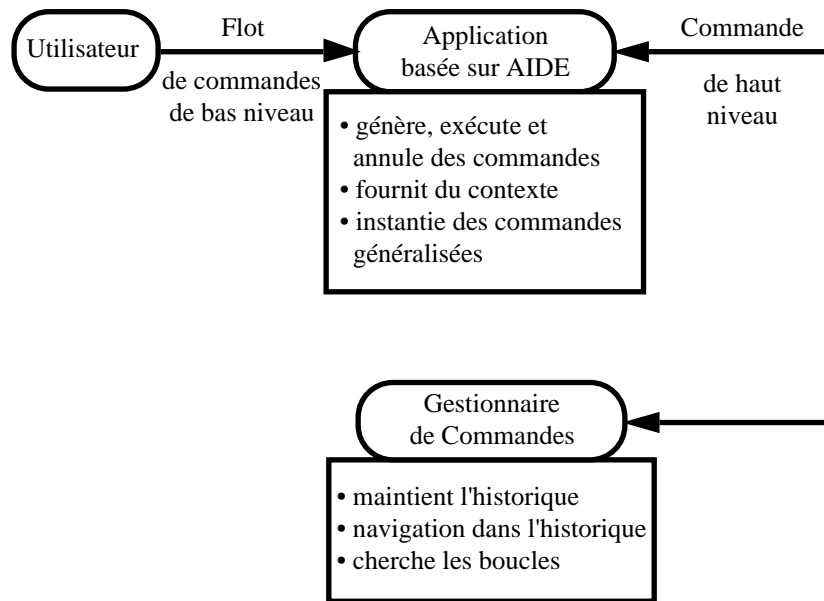 Utilisateur
Flot
de commandes
de bas niveau
Application
basée sur AIDE
Commande
de haut
niveau
• génère, exécute et
annule des commandes
• fournit du contexte
• instantie des commandes
généralisées
Gestionnaire
de Commandes
• maintient l'historique
• navigation dans l'historique
• cherche les boucles